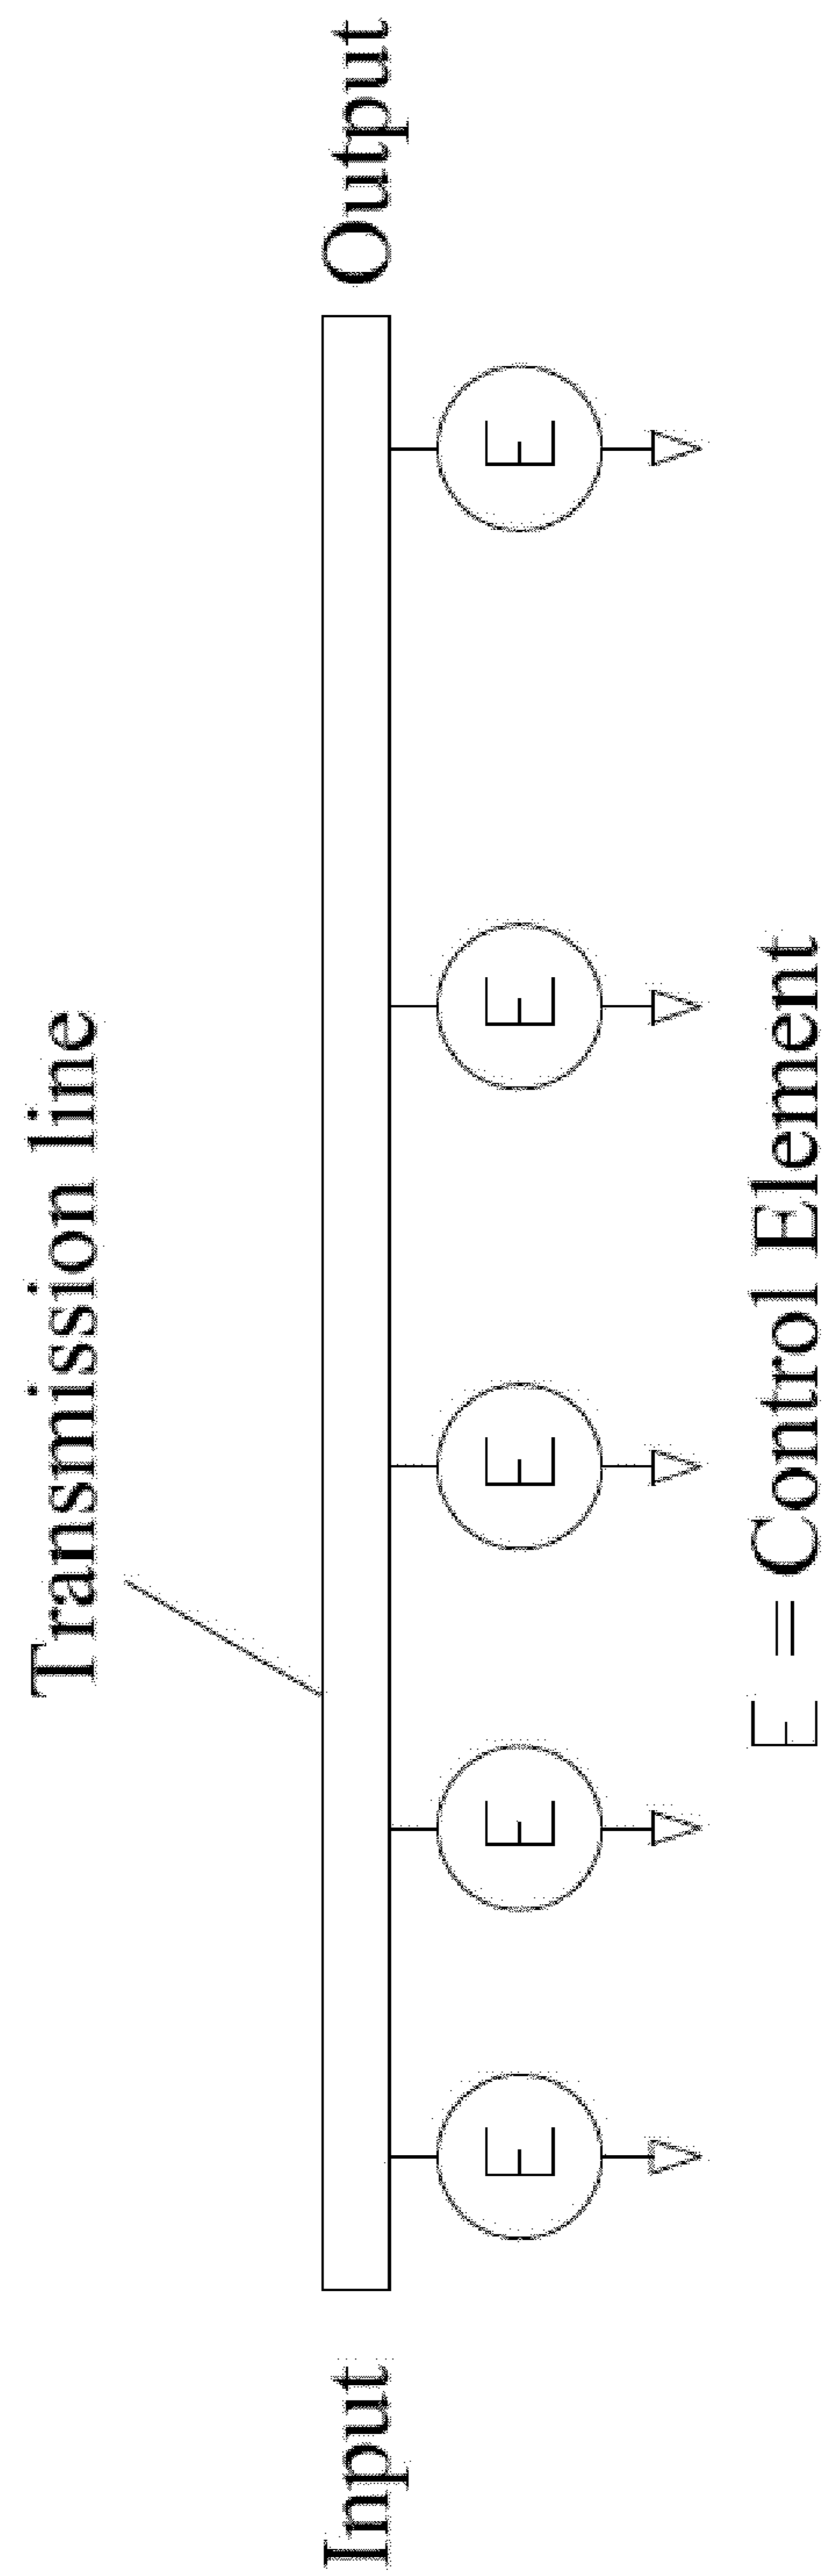 Transmission line
Input
Output
E
E
E
E
E
E = Control Element